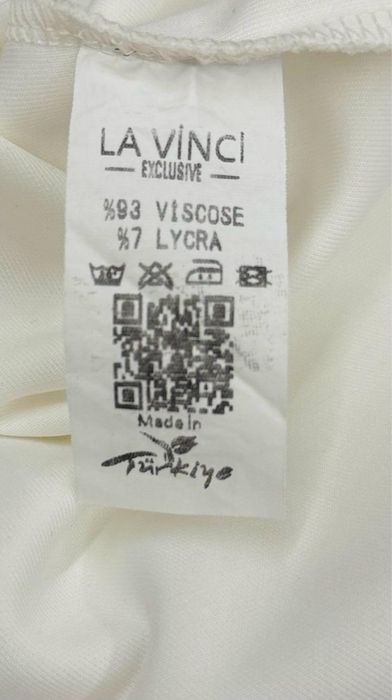 LA VİNCİ
EXCLUSIVE
%93 VİSCOSE
%7 LYCRA
Made in
Türkiye